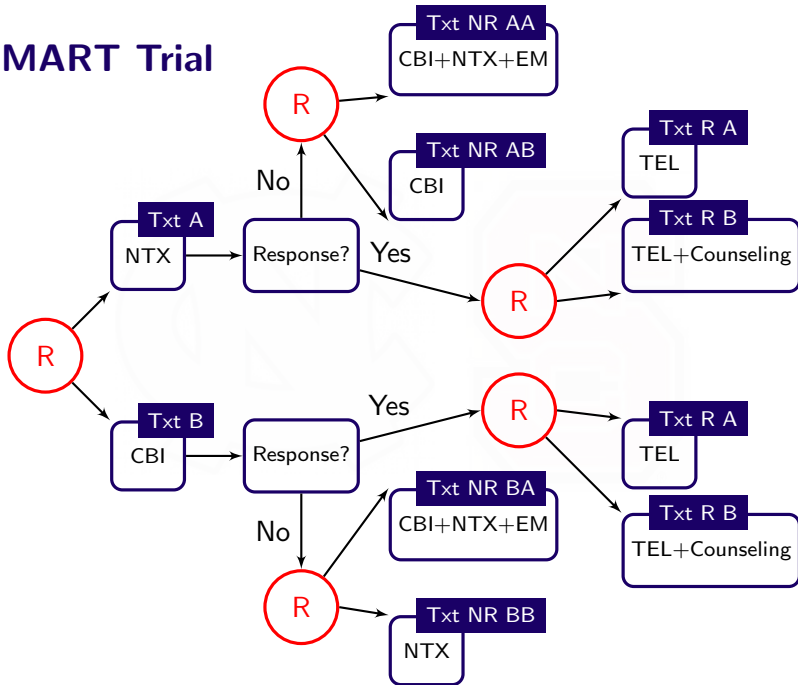 MART Trial
Txt NR AA
CBI+NTX+EM
R
Txt NR AB
CBI
No
Txt R A
TEL
Txt A
NTX
Response?
Yes
Txt R B
TEL+Counseling
R
R
Txt B
CBI
Response?
Yes
R
Txt R A
TEL
No
Txt NR BA
CBI+NTX+EM
Txt R B
TEL+Counseling
R
Txt NR BB
NTX